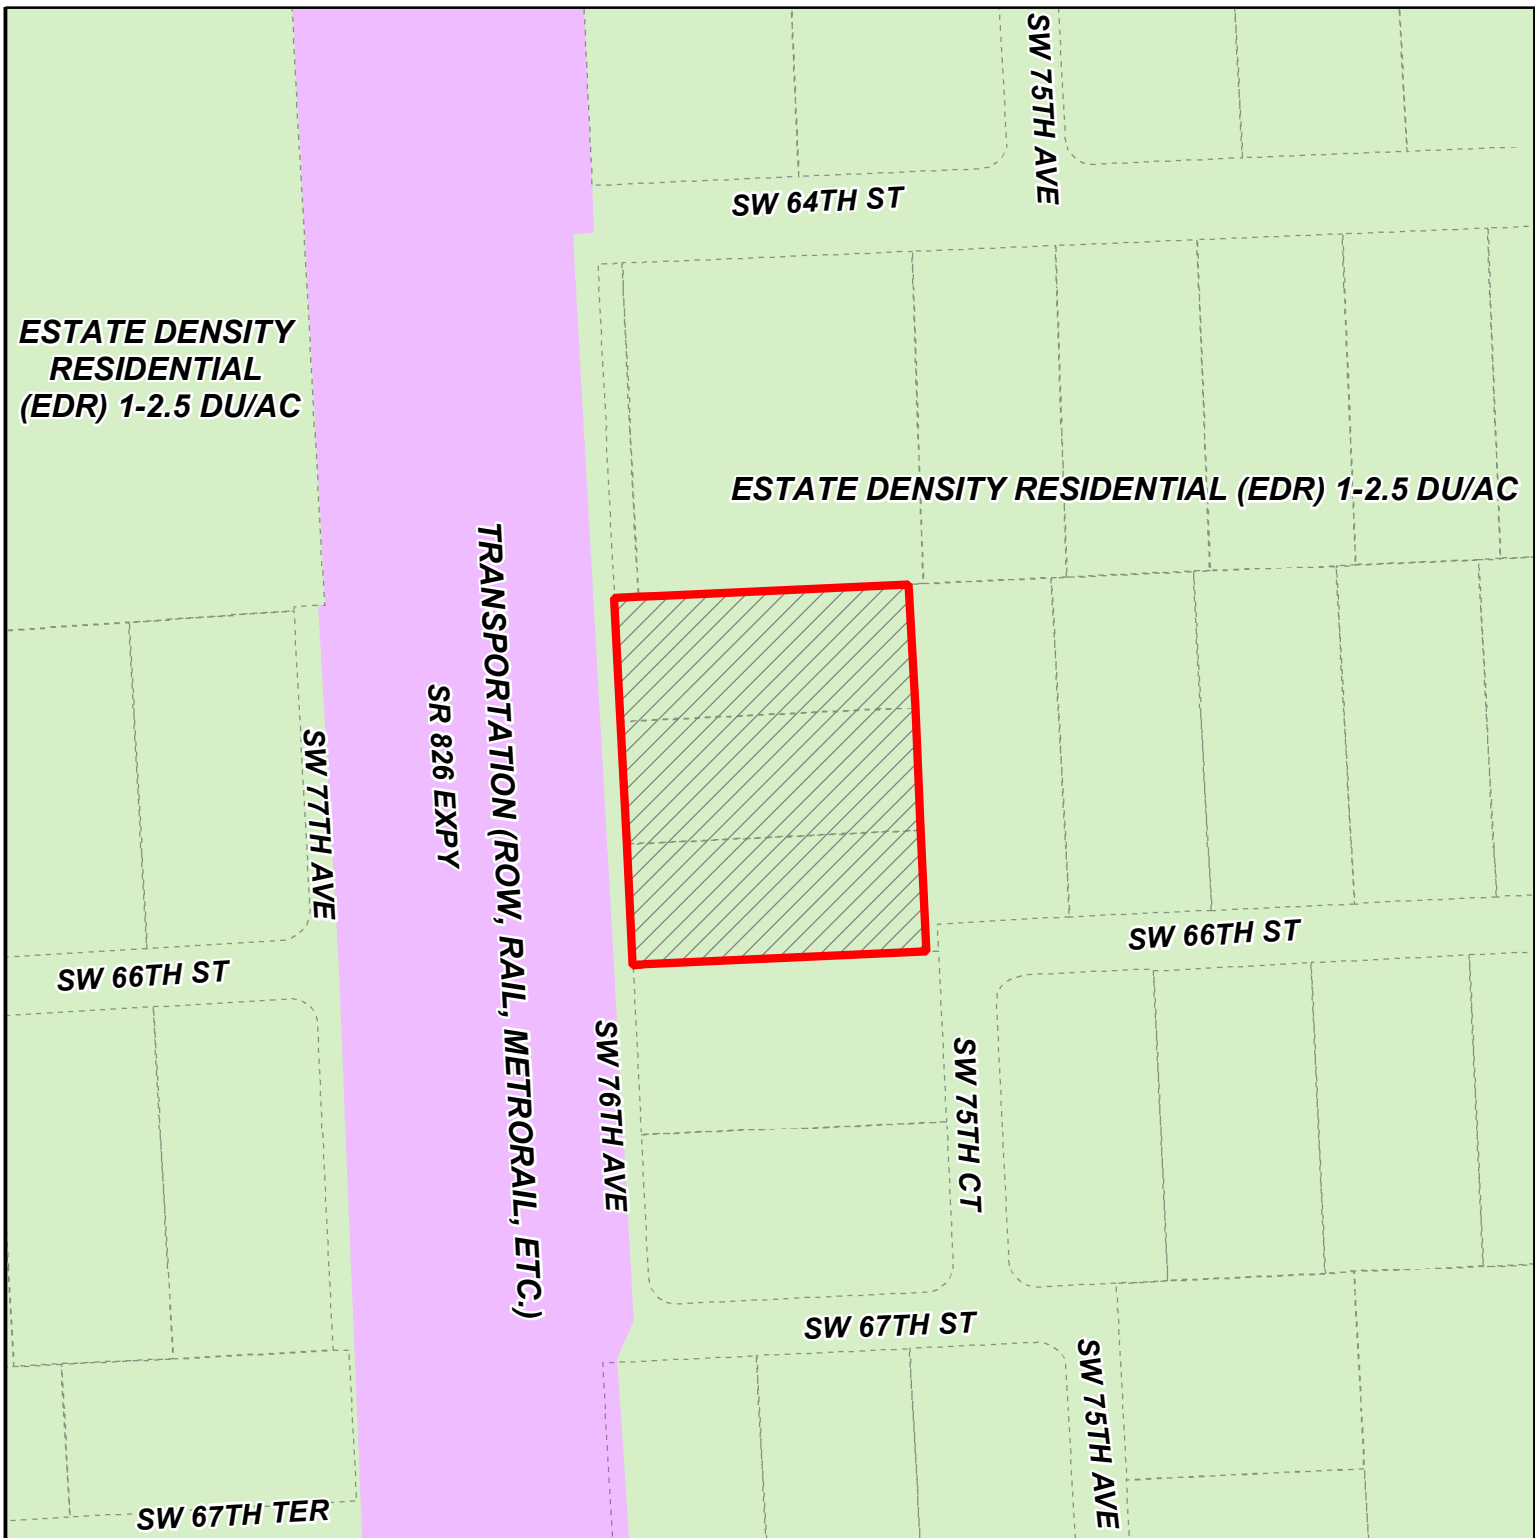 SW 75TH AVE
SW 64TH ST
ESTATE DENSITY
RESIDENTIAL
(EDR) 1-2.5 DU/AC
ESTATE DENSITY RESIDENTIAL (EDR) 1-2.5 DU/AC
TRANSPORTATION (ROW, RAIL, METRORAIL, ETC.)
SR 826 EXPY
SW 77TH AVE
SW 66TH ST
SW 66TH ST
SW 76TH AVE
SW 75TH CT
SW 67TH ST
SW 75TH AVE
SW 67TH TER